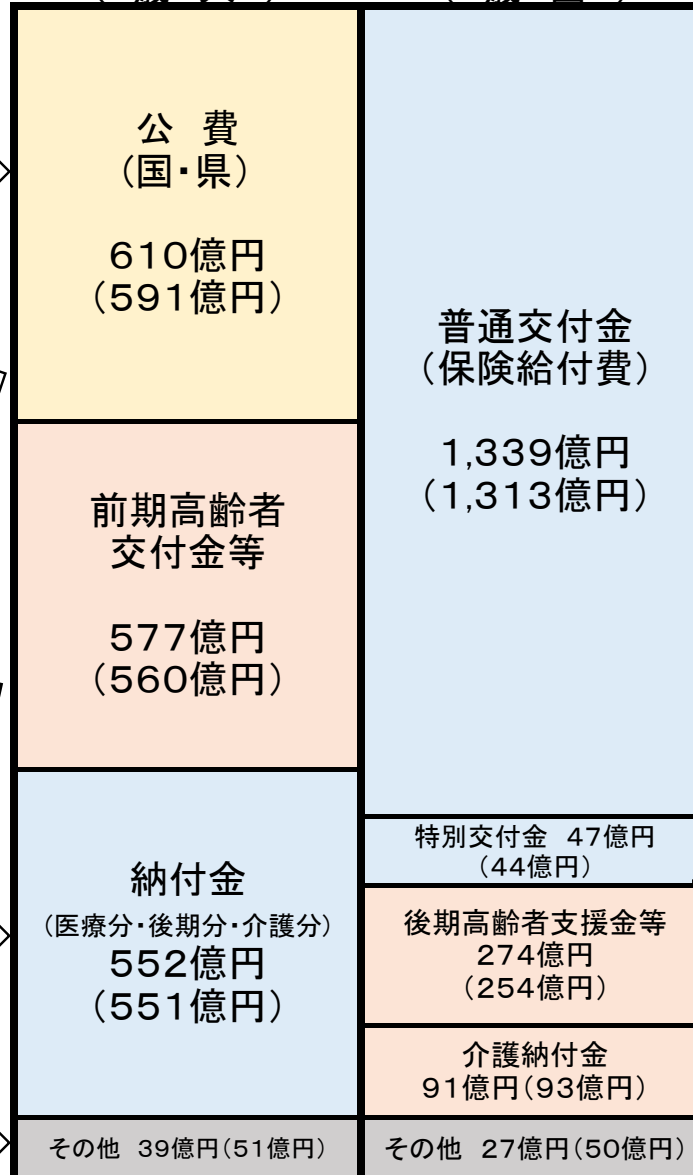 公 費
（国・県）
610億円
（591億円）
前期高齢者
交付金等
577億円
（560億円）
納付金
（医療分・後期分・介護分）
552億円
（551億円）
その他 39億円（51億円）
普通交付金
（保険給付費）
1,339億円
（1,313億円）
特別交付金 47億円
（44億円）
後期高齢者支援金等
274億円
（254億円）
介護納付金
91億円（93億円）
その他 27億円（50億円）